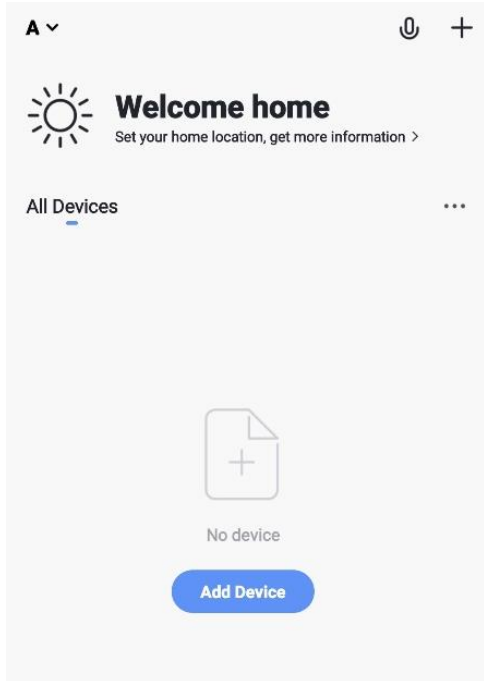 A
Welcome home
Set your home location, get more information >
All Devices
No device
Add Device